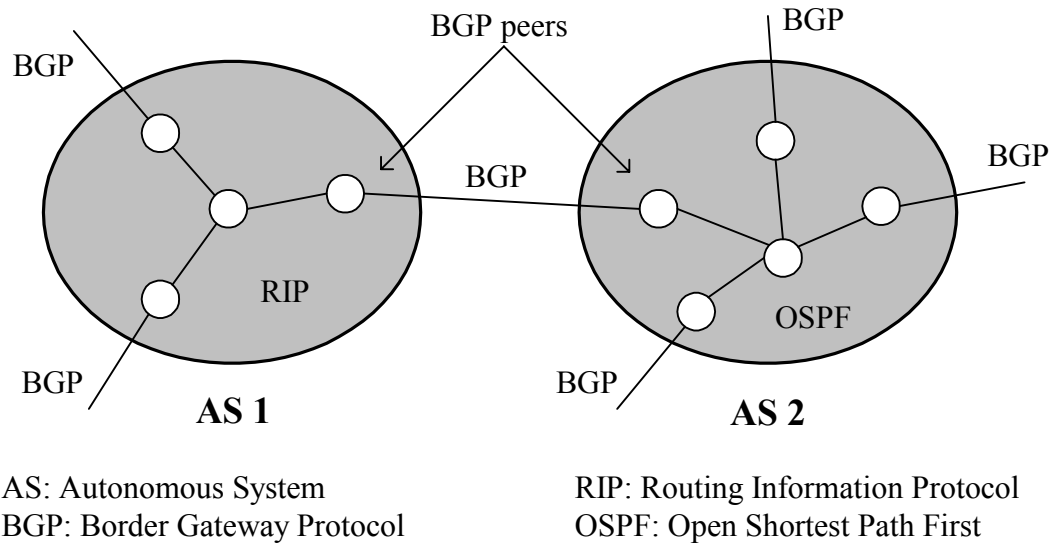 BGP peers
BGP
BGP
BGP
BGP
BGP
RIP
OSPF
BGP
BGP
AS 1
AS 2
AS: Autonomous System
RIP: Routing Information Protocol
BGP: Border Gateway Protocol
OSPF: Open Shortest Path First